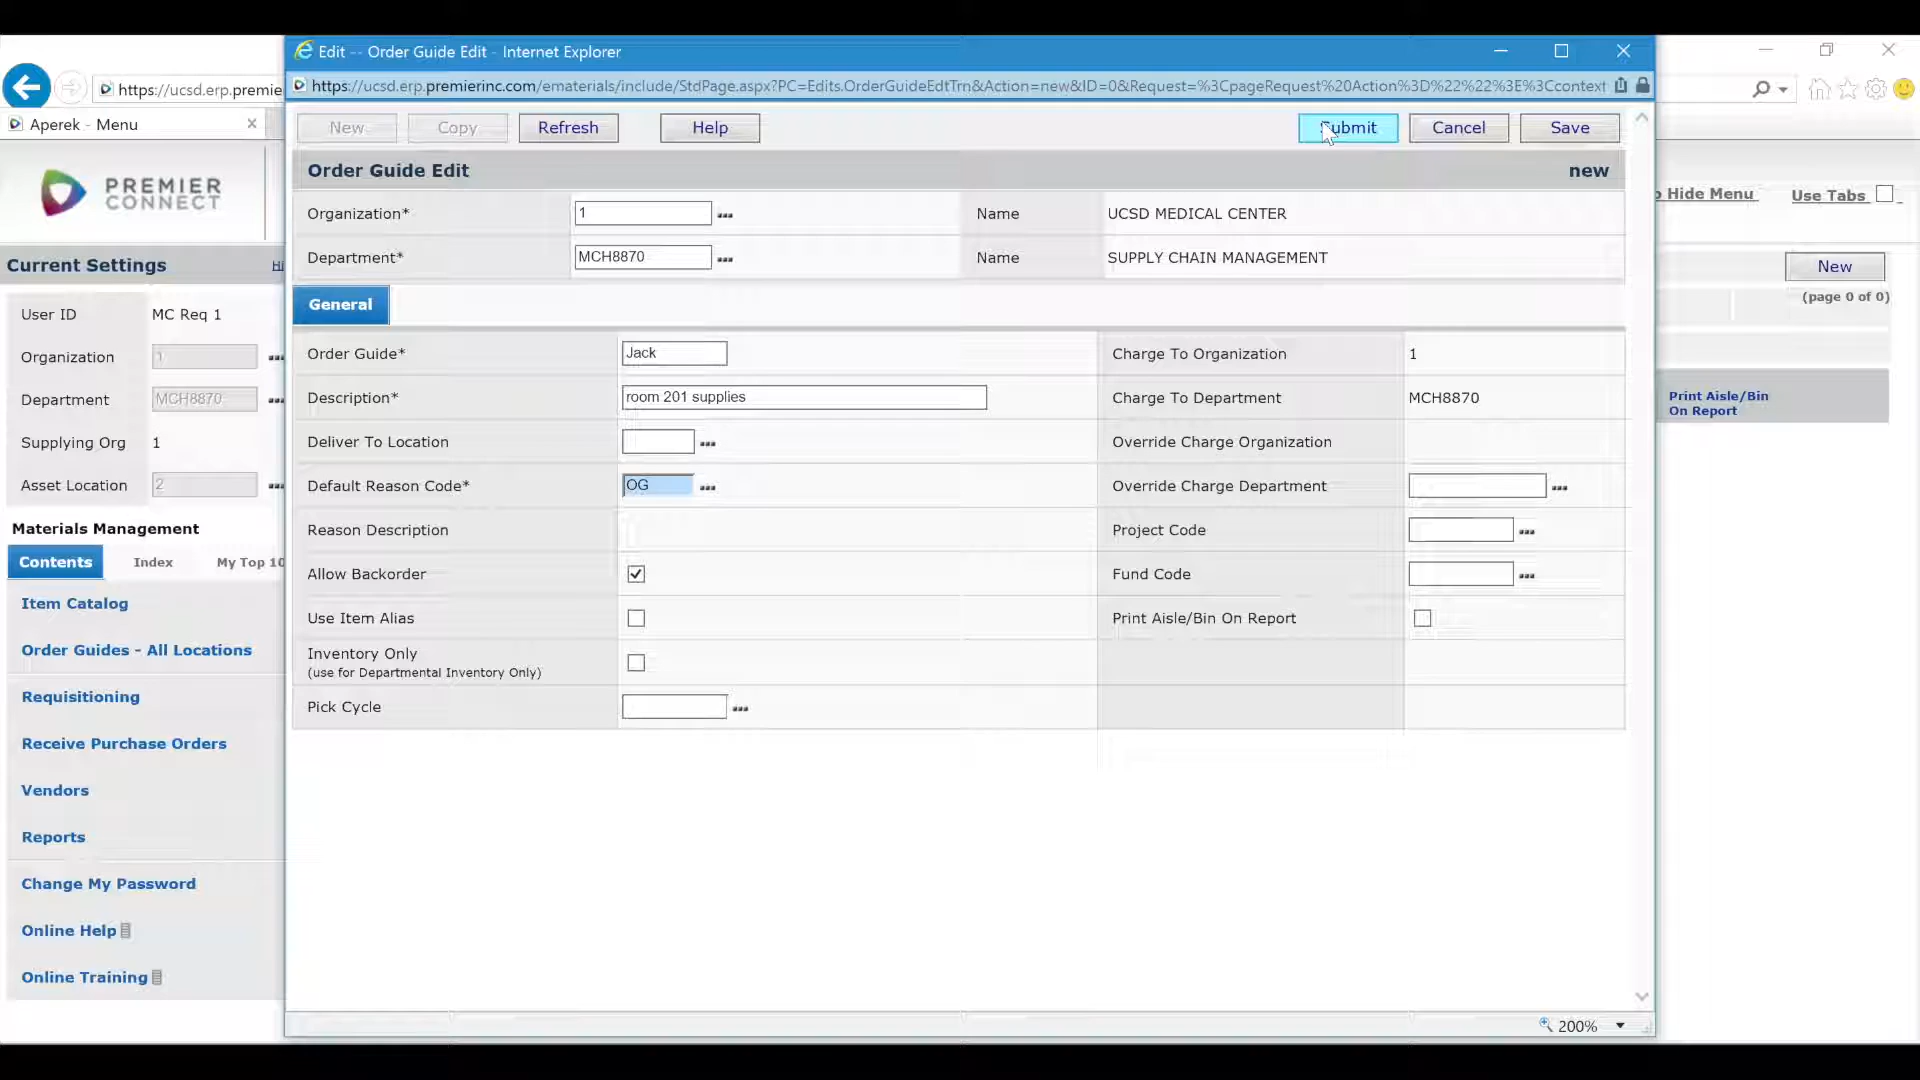 Edit -- Order Guide Edit - Internet Explorer
https://ucsd.erp.premierinc.com/ematerials/include/StdPage.aspx?PC=Edits.OrderGuideEdtTrn&Action=new&ID=0&Request=%3CpageRequest%20Action%3D%22%22%3E%3Ccontext
https://ucsd.erp.premie
Aperek - Menu
New
Copy
Refresh
Help
Submit
Cancel
Save
PREMIER
CONNECT
Order Guide Edit
new
Hide Menu
Use Tabs
Organization*
1
Name
UCSD MEDICAL CENTER
Department*
MCH8870
Name
SUPPLY CHAIN MANAGEMENT
Current Settings
Hi
New
(page 0 of 0)
General
User ID
MC Req 1
Organization
1
Department
MCH8870
Supplying Org
1
Asset Location
2
Order Guide*
Jack
Charge To Organization
1
Description*
room 201 supplies
Charge To Department
MCH8870
Print Aisle/Bin
On Report
Deliver To Location
Override Charge Organization
Default Reason Code*
OG
Override Charge Department
Reason Description
Project Code
Allow Backorder
Fund Code
Use Item Alias
Print Aisle/Bin On Report
Inventory Only
(use for Departmental Inventory Only)
Pick Cycle
Materials Management
Contents
Index
My Top 10
Item Catalog
Order Guides - All Locations
Requisitioning
Receive Purchase Orders
Vendors
Reports
Change My Password
Online Help
Online Training
200%